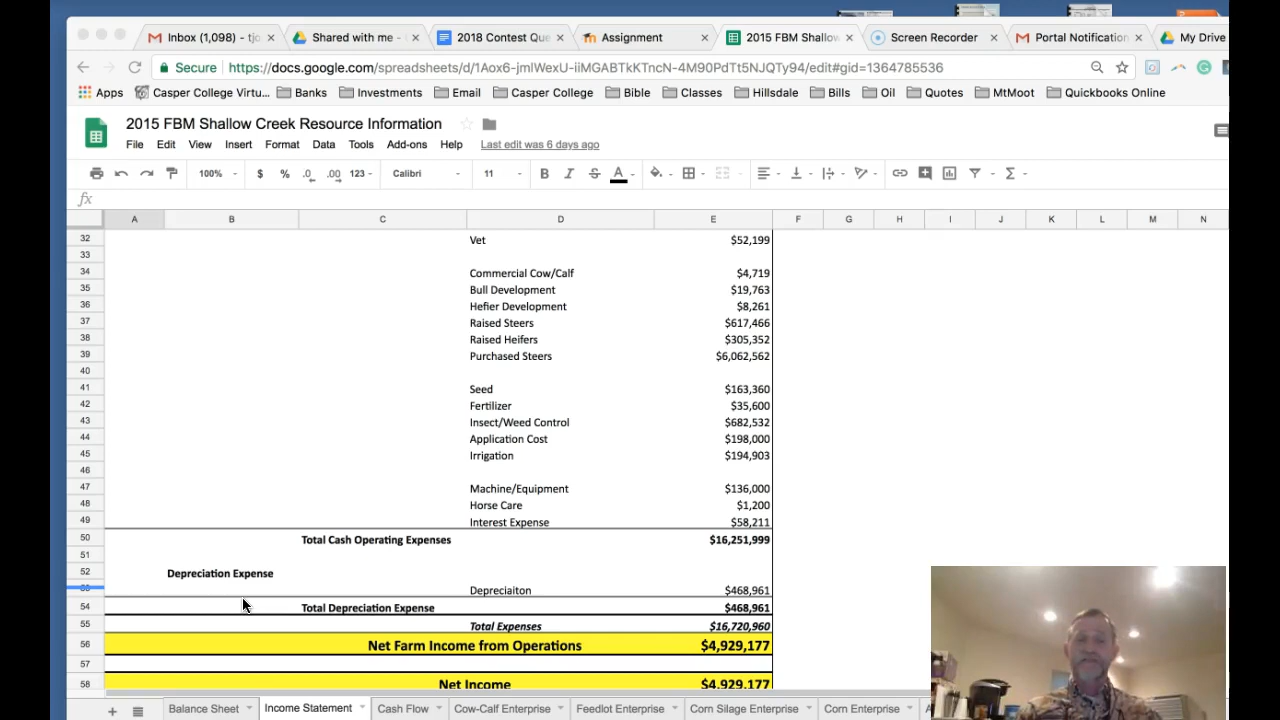 Inbox (1,098) - tjc Shared with me - 2018 Contest Que Assignment 2015 FBM Shallow Screen Recorder Portal Notification My Drive
Secure https://docs.google.com/spreadsheets/d/1Aox6-jmlWexU-iiMGABTkKTncN-4M90PdTt5NJQTy94/edit#gid=1364785536
Apps Casper College Virtu... Banks Investments Email Casper College Bible Classes Hillsdale Bills Oil Quotes MtMoot Quickbooks Online
2015 FBM Shallow Creek Resource Information
File Edit View Insert Format Data Tools Add-ons Help Last edit was 6 days ago
100% $ % .0 .00 123 Calibri 11 B I S A
fx
A B C D E F G H I J K L M N
32 Vet $52,199
33
34 Commercial Cow/Calf $4,719
35 Bull Development $19,763
36 Hefier Development $8,261
37 Raised Steers $617,466
38 Raised Heifers $305,352
39 Purchased Steers $6,062,562
40
41 Seed $163,360
42 Fertilizer $35,600
43 Insect/Weed Control $682,532
44 Application Cost $198,000
45 Irrigation $194,903
46
47 Machine/Equipment $136,000
48 Horse Care $1,200
49 Interest Expense $58,211
50 Total Cash Operating Expenses $16,251,999
51
52 Depreciation Expense
53 Depreciaiton $468,961
54 Total Depreciation Expense $468,961
55 Total Expenses $16,720,960
56 Net Farm Income from Operations $4,929,177
57
58 Net Income $4,929,177
Balance Sheet Income Statement Cash Flow Cow-Calf Enterprise Feedlot Enterprise Corn Silage Enterprise Corn Enterprise